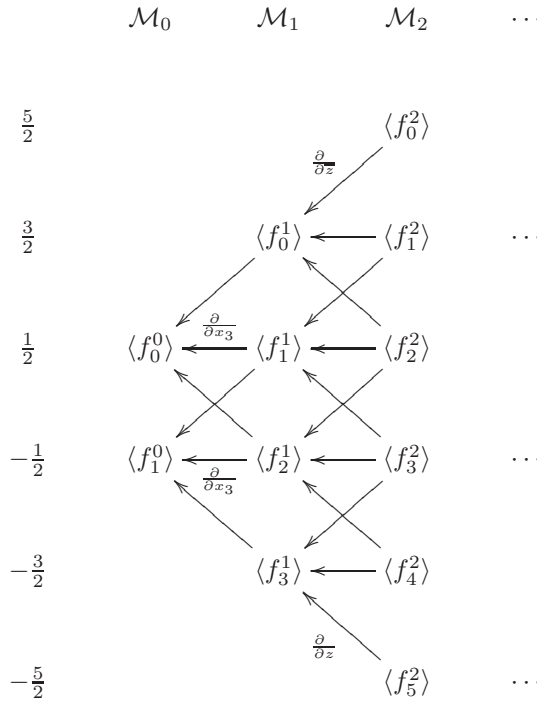 M₀ M₁ M₂ ⋯
5/2 ⟨f₀²⟩
∂/∂z̄
3/2 ⟨f₀¹⟩ ⟨f₁²⟩ ⋯
∂/∂x₃
1/2 ⟨f₀⁰⟩ ⟨f₁¹⟩ ⟨f₂²⟩
−1/2 ⟨f₁⁰⟩ ⟨f₂¹⟩ ⟨f₃²⟩ ⋯
∂/∂x₃
−3/2 ⟨f₃¹⟩ ⟨f₄²⟩
∂/∂z
−5/2 ⟨f₅²⟩ ⋯